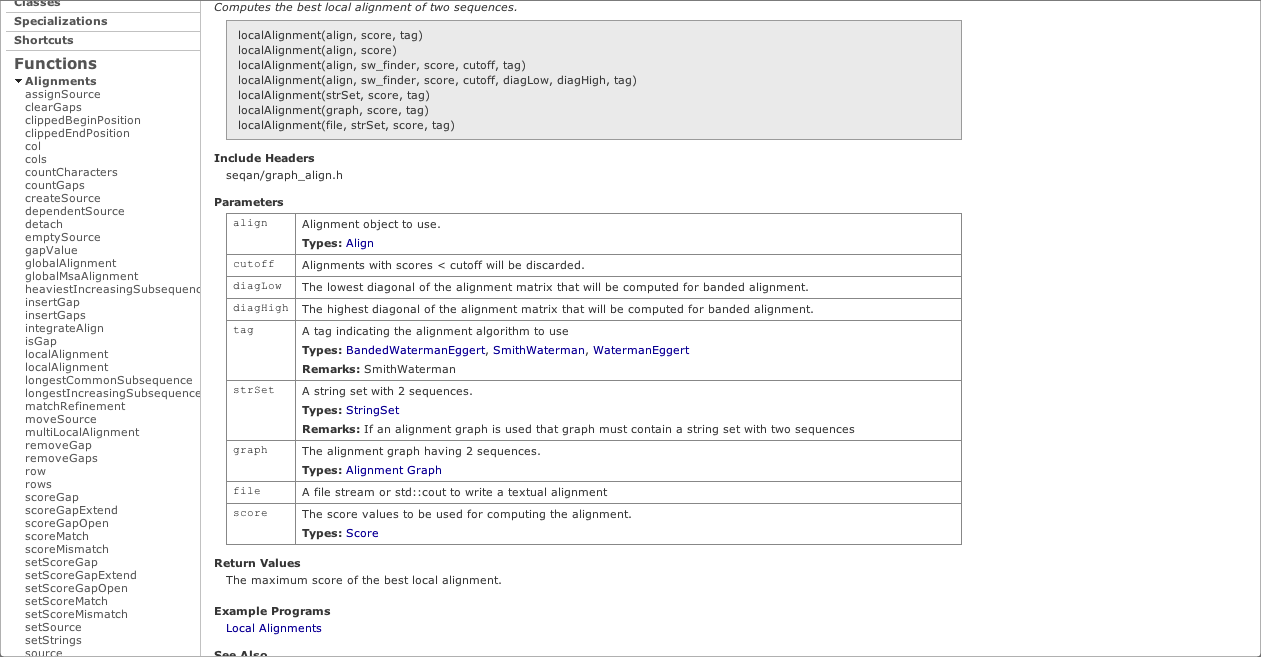 Classes
Specializations
Shortcuts
Functions
Alignments
assignSource
clearGaps
clippedBeginPosition
clippedEndPosition
col
cols
countCharacters
countGaps
createSource
dependentSource
detach
emptySource
gapValue
globalAlignment
globalMsaAlignment
heaviestIncreasingSubsequenc
insertGap
insertGaps
integrateAlign
isGap
localAlignment
localAlignment
longestCommonSubsequence
longestIncreasingSubsequence
matchRefinement
moveSource
multiLocalAlignment
removeGap
removeGaps
row
rows
scoreGap
scoreGapExtend
scoreGapOpen
scoreMatch
scoreMismatch
setScoreGap
setScoreGapExtend
setScoreGapOpen
setScoreMatch
setScoreMismatch
setSource
setStrings
source
Computes the best local alignment of two sequences.
localAlignment(align, score, tag)
localAlignment(align, score)
localAlignment(align, sw_finder, score, cutoff, tag)
localAlignment(align, sw_finder, score, cutoff, diagLow, diagHigh, tag)
localAlignment(strSet, score, tag)
localAlignment(graph, score, tag)
localAlignment(file, strSet, score, tag)
Include Headers
seqan/graph_align.h
Parameters
align Alignment object to use.
Types: Align
cutoff Alignments with scores < cutoff will be discarded.
diagLow The lowest diagonal of the alignment matrix that will be computed for banded alignment.
diagHigh The highest diagonal of the alignment matrix that will be computed for banded alignment.
tag A tag indicating the alignment algorithm to use
Types: BandedWatermanEggert, SmithWaterman, WatermanEggert
Remarks: SmithWaterman
strSet A string set with 2 sequences.
Types: StringSet
Remarks: If an alignment graph is used that graph must contain a string set with two sequences
graph The alignment graph having 2 sequences.
Types: Alignment Graph
file A file stream or std::cout to write a textual alignment
score The score values to be used for computing the alignment.
Types: Score
Return Values
The maximum score of the best local alignment.
Example Programs
Local Alignments
See Also